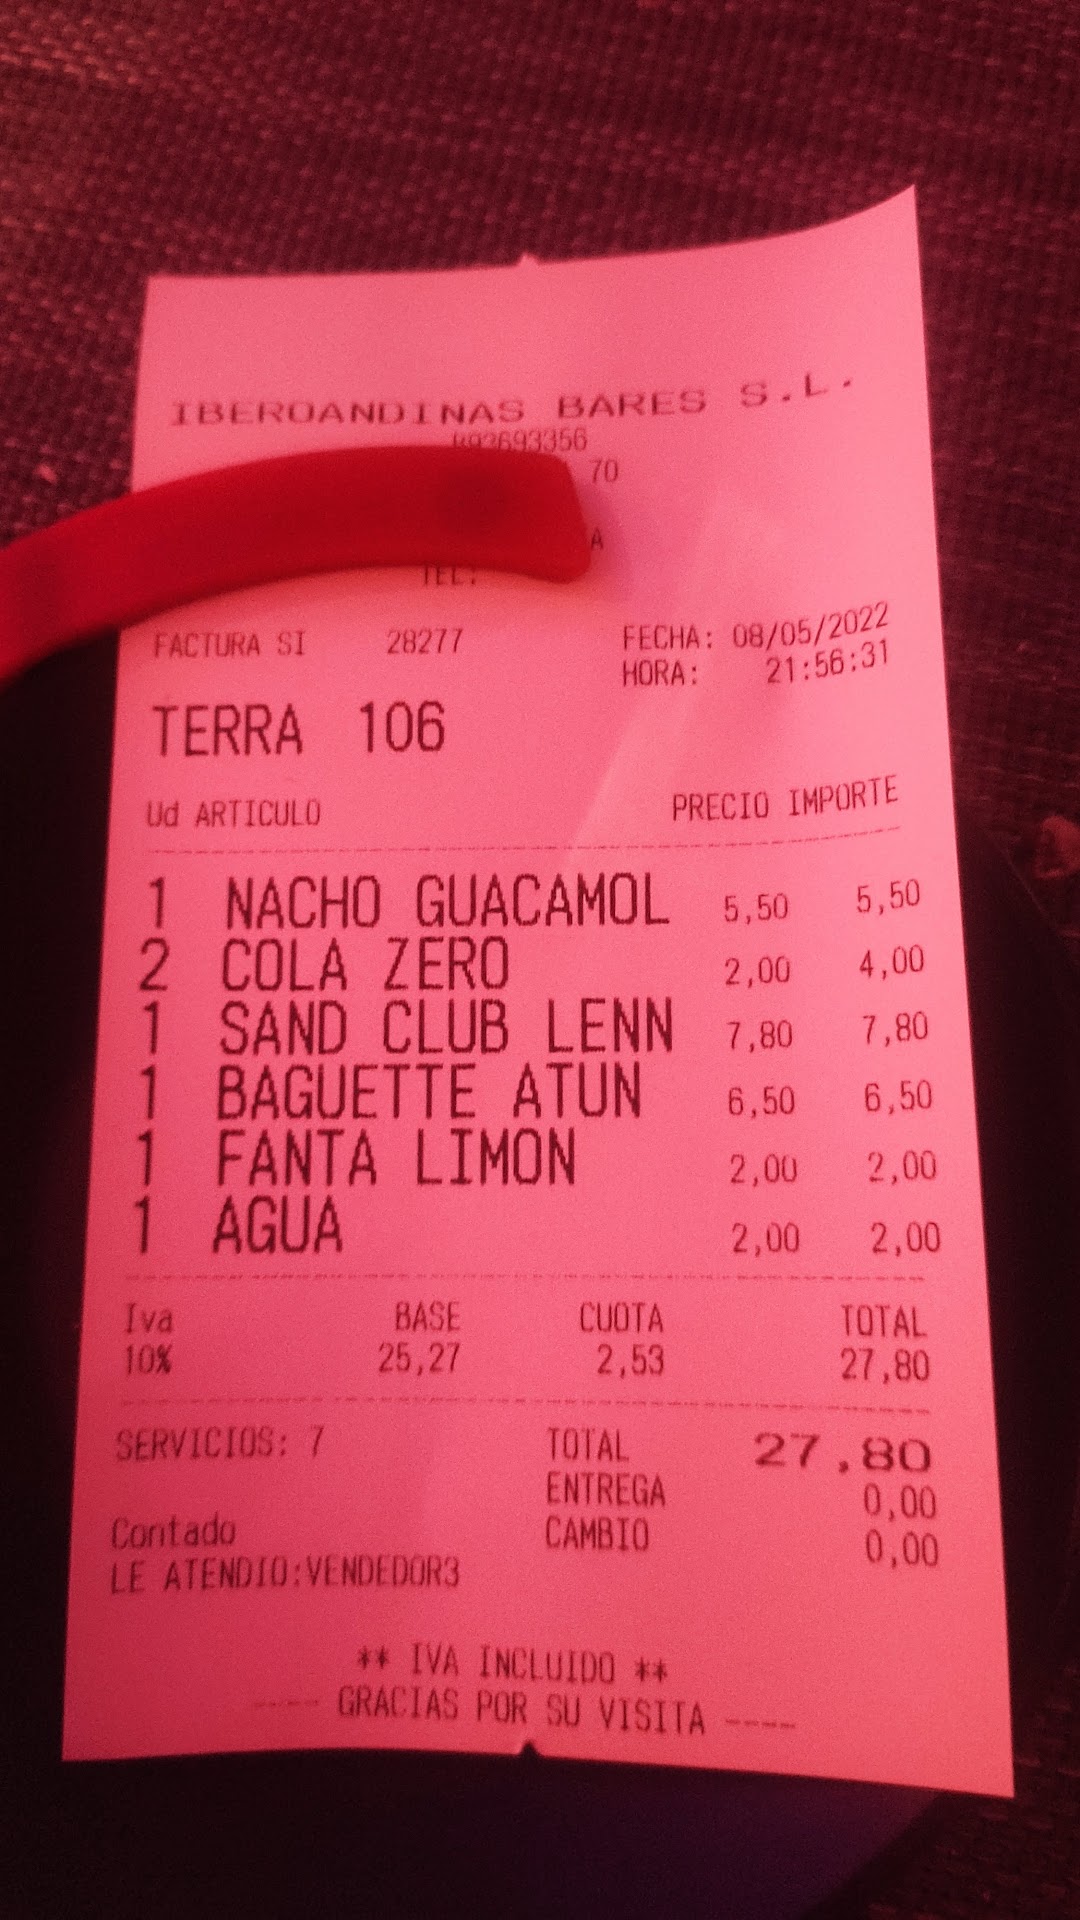 IBEROANDINAS BARES S.L.
B92693356
70
A
TEL:
FACTURA SI 28277 FECHA: 08/05/2022
HORA: 21:56:31
TERRA 106
Ud ARTICULO PRECIO IMPORTE
1 NACHO GUACAMOL 5,50 5,50
2 COLA ZERO 2,00 4,00
1 SAND CLUB LENN 7,80 7,80
1 BAGUETTE ATUN 6,50 6,50
1 FANTA LIMON 2,00 2,00
1 AGUA 2,00 2,00
Iva BASE CUOTA TOTAL
10% 25,27 2,53 27,80
SERVICIOS: 7 TOTAL 27,80
ENTREGA 0,00
Contado CAMBIO 0,00
LE ATENDIO:VENDEDOR3
** IVA INCLUIDO **
---- GRACIAS POR SU VISITA ----